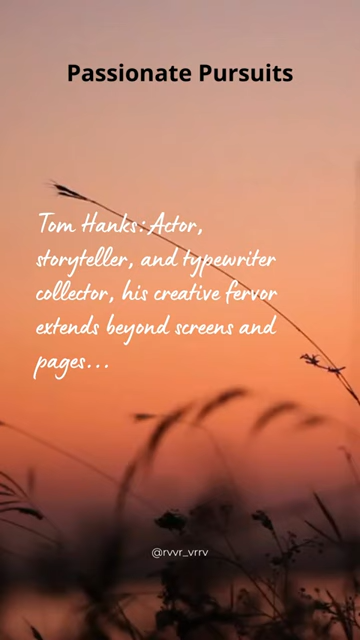 Passionate Pursuits
Tom Hanks: Actor,
storyteller, and typewriter
collector, his creative fervor
extends beyond screens and
pages...
@rvvr_vrrv